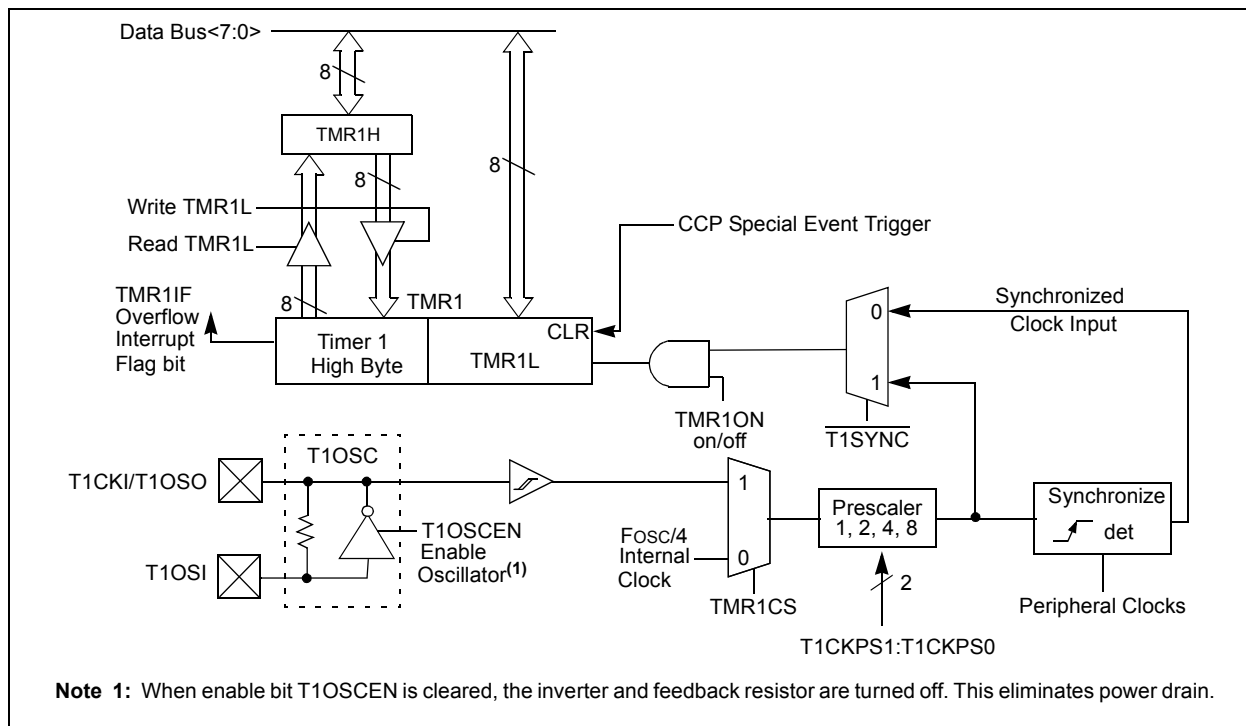 Data Bus<7:0>
8
TMR1H
8
8
Write TMR1L
CCP Special Event Trigger
Read TMR1L
TMR1IF
Overflow
Interrupt
Flag bit
8
TMR1
Timer 1
High Byte
TMR1L
CLR
0
1
Synchronized
Clock Input
TMR1ON
on/off
T1SYNC
T1OSC
T1CKI/T1OSO
T1OSI
T1OSCEN
Enable
Oscillator(1)
1
FOSC/4
Internal
Clock
0
TMR1CS
Prescaler
1, 2, 4, 8
2
T1CKPS1:T1CKPS0
Synchronize
det
Peripheral Clocks
Note 1: When enable bit T1OSCEN is cleared, the inverter and feedback resistor are turned off. This eliminates power drain.